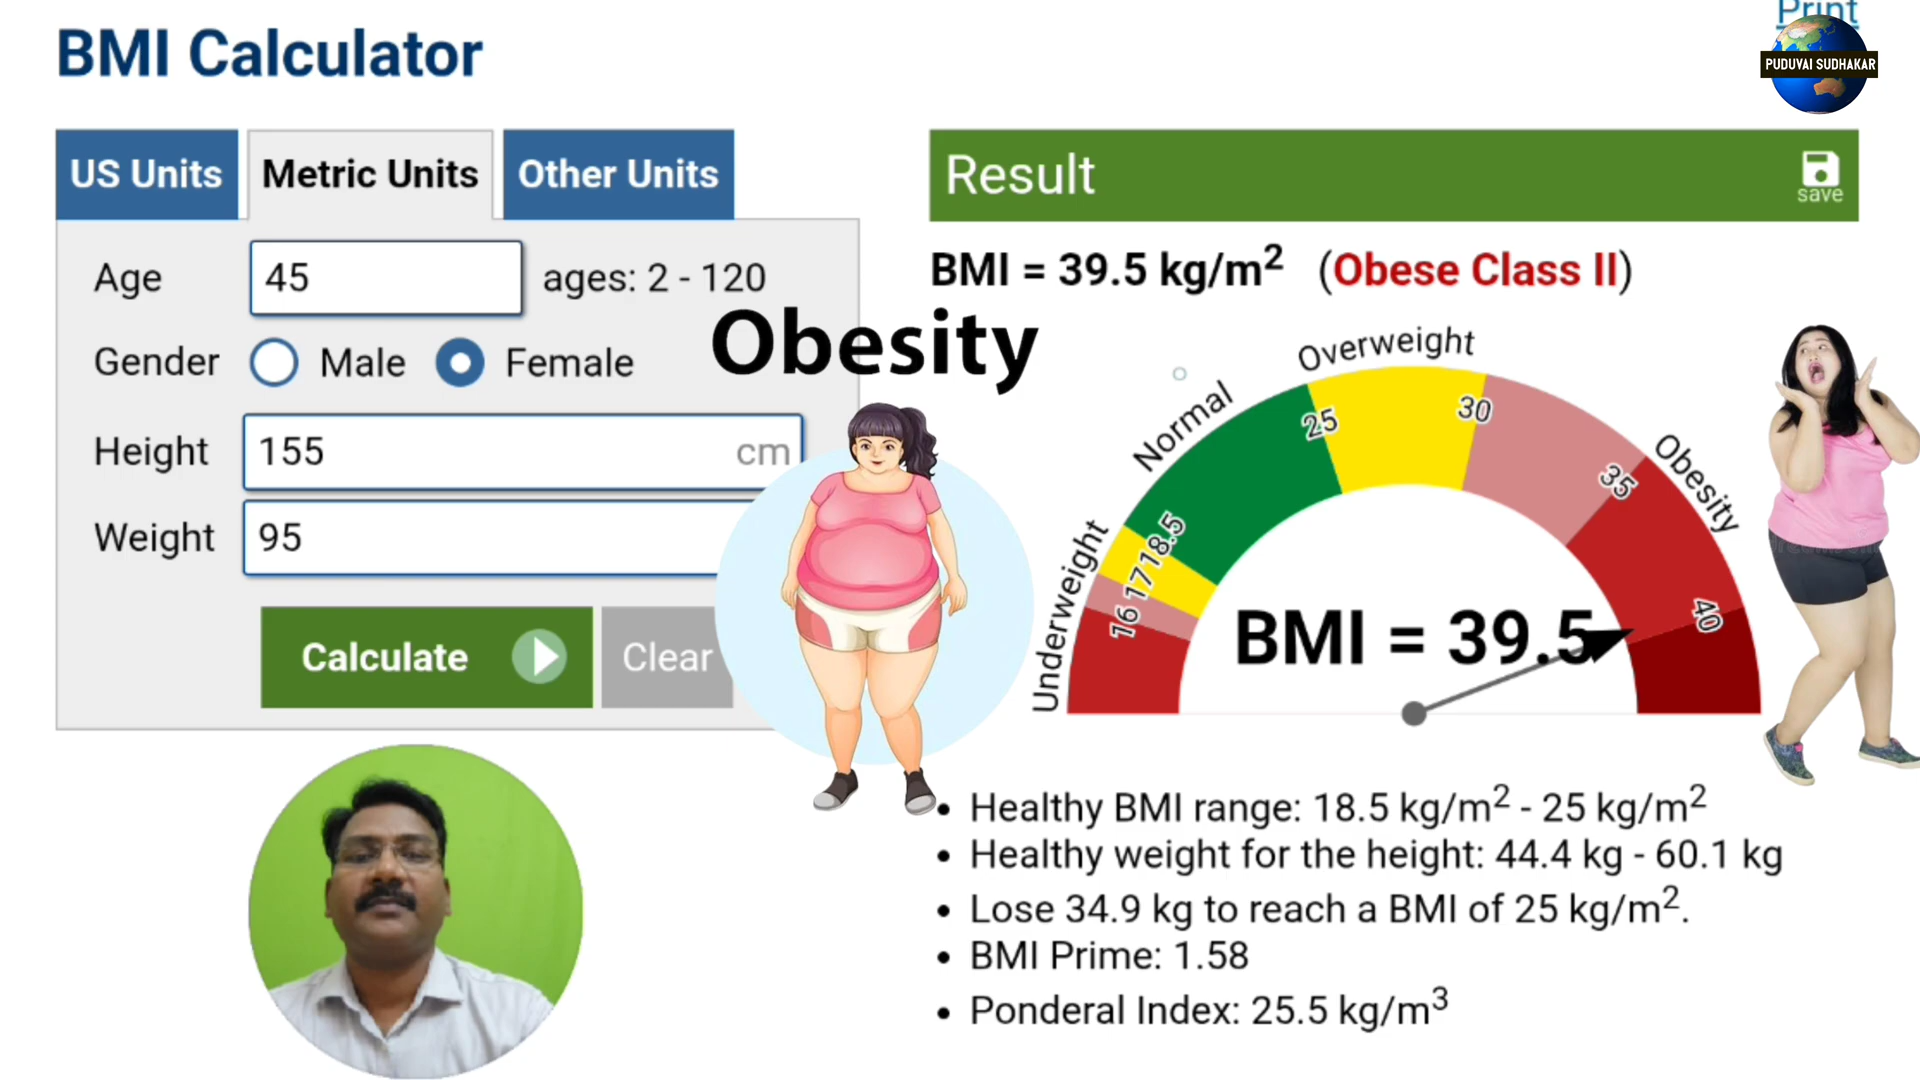 Print
PUDUVAI SUDHAKAR
BMI Calculator
US Units
Metric Units
Other Units
Age
45
ages: 2 - 120
Gender
Male
Female
Height
155
cm
Weight
95
Calculate
Clear
Obesity
Result
save
BMI = 39.5 kg/m² (Obese Class II)
Underweight
Normal
Overweight
Obesity
16
17
18.5
25
30
35
40
BMI = 39.5
• Healthy BMI range: 18.5 kg/m² - 25 kg/m²
• Healthy weight for the height: 44.4 kg - 60.1 kg
• Lose 34.9 kg to reach a BMI of 25 kg/m².
• BMI Prime: 1.58
• Ponderal Index: 25.5 kg/m³